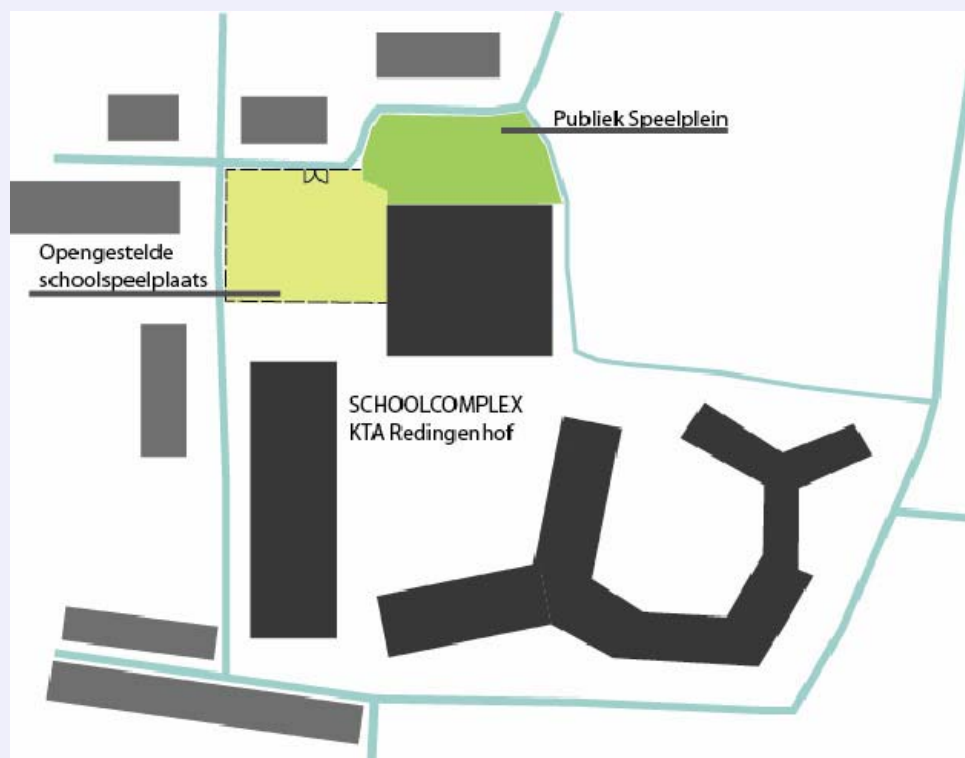 Publiek Speelplein
Opengestelde
schoolspeelplaats
SCHOOLCOMPLEX
KTA Redingenhof